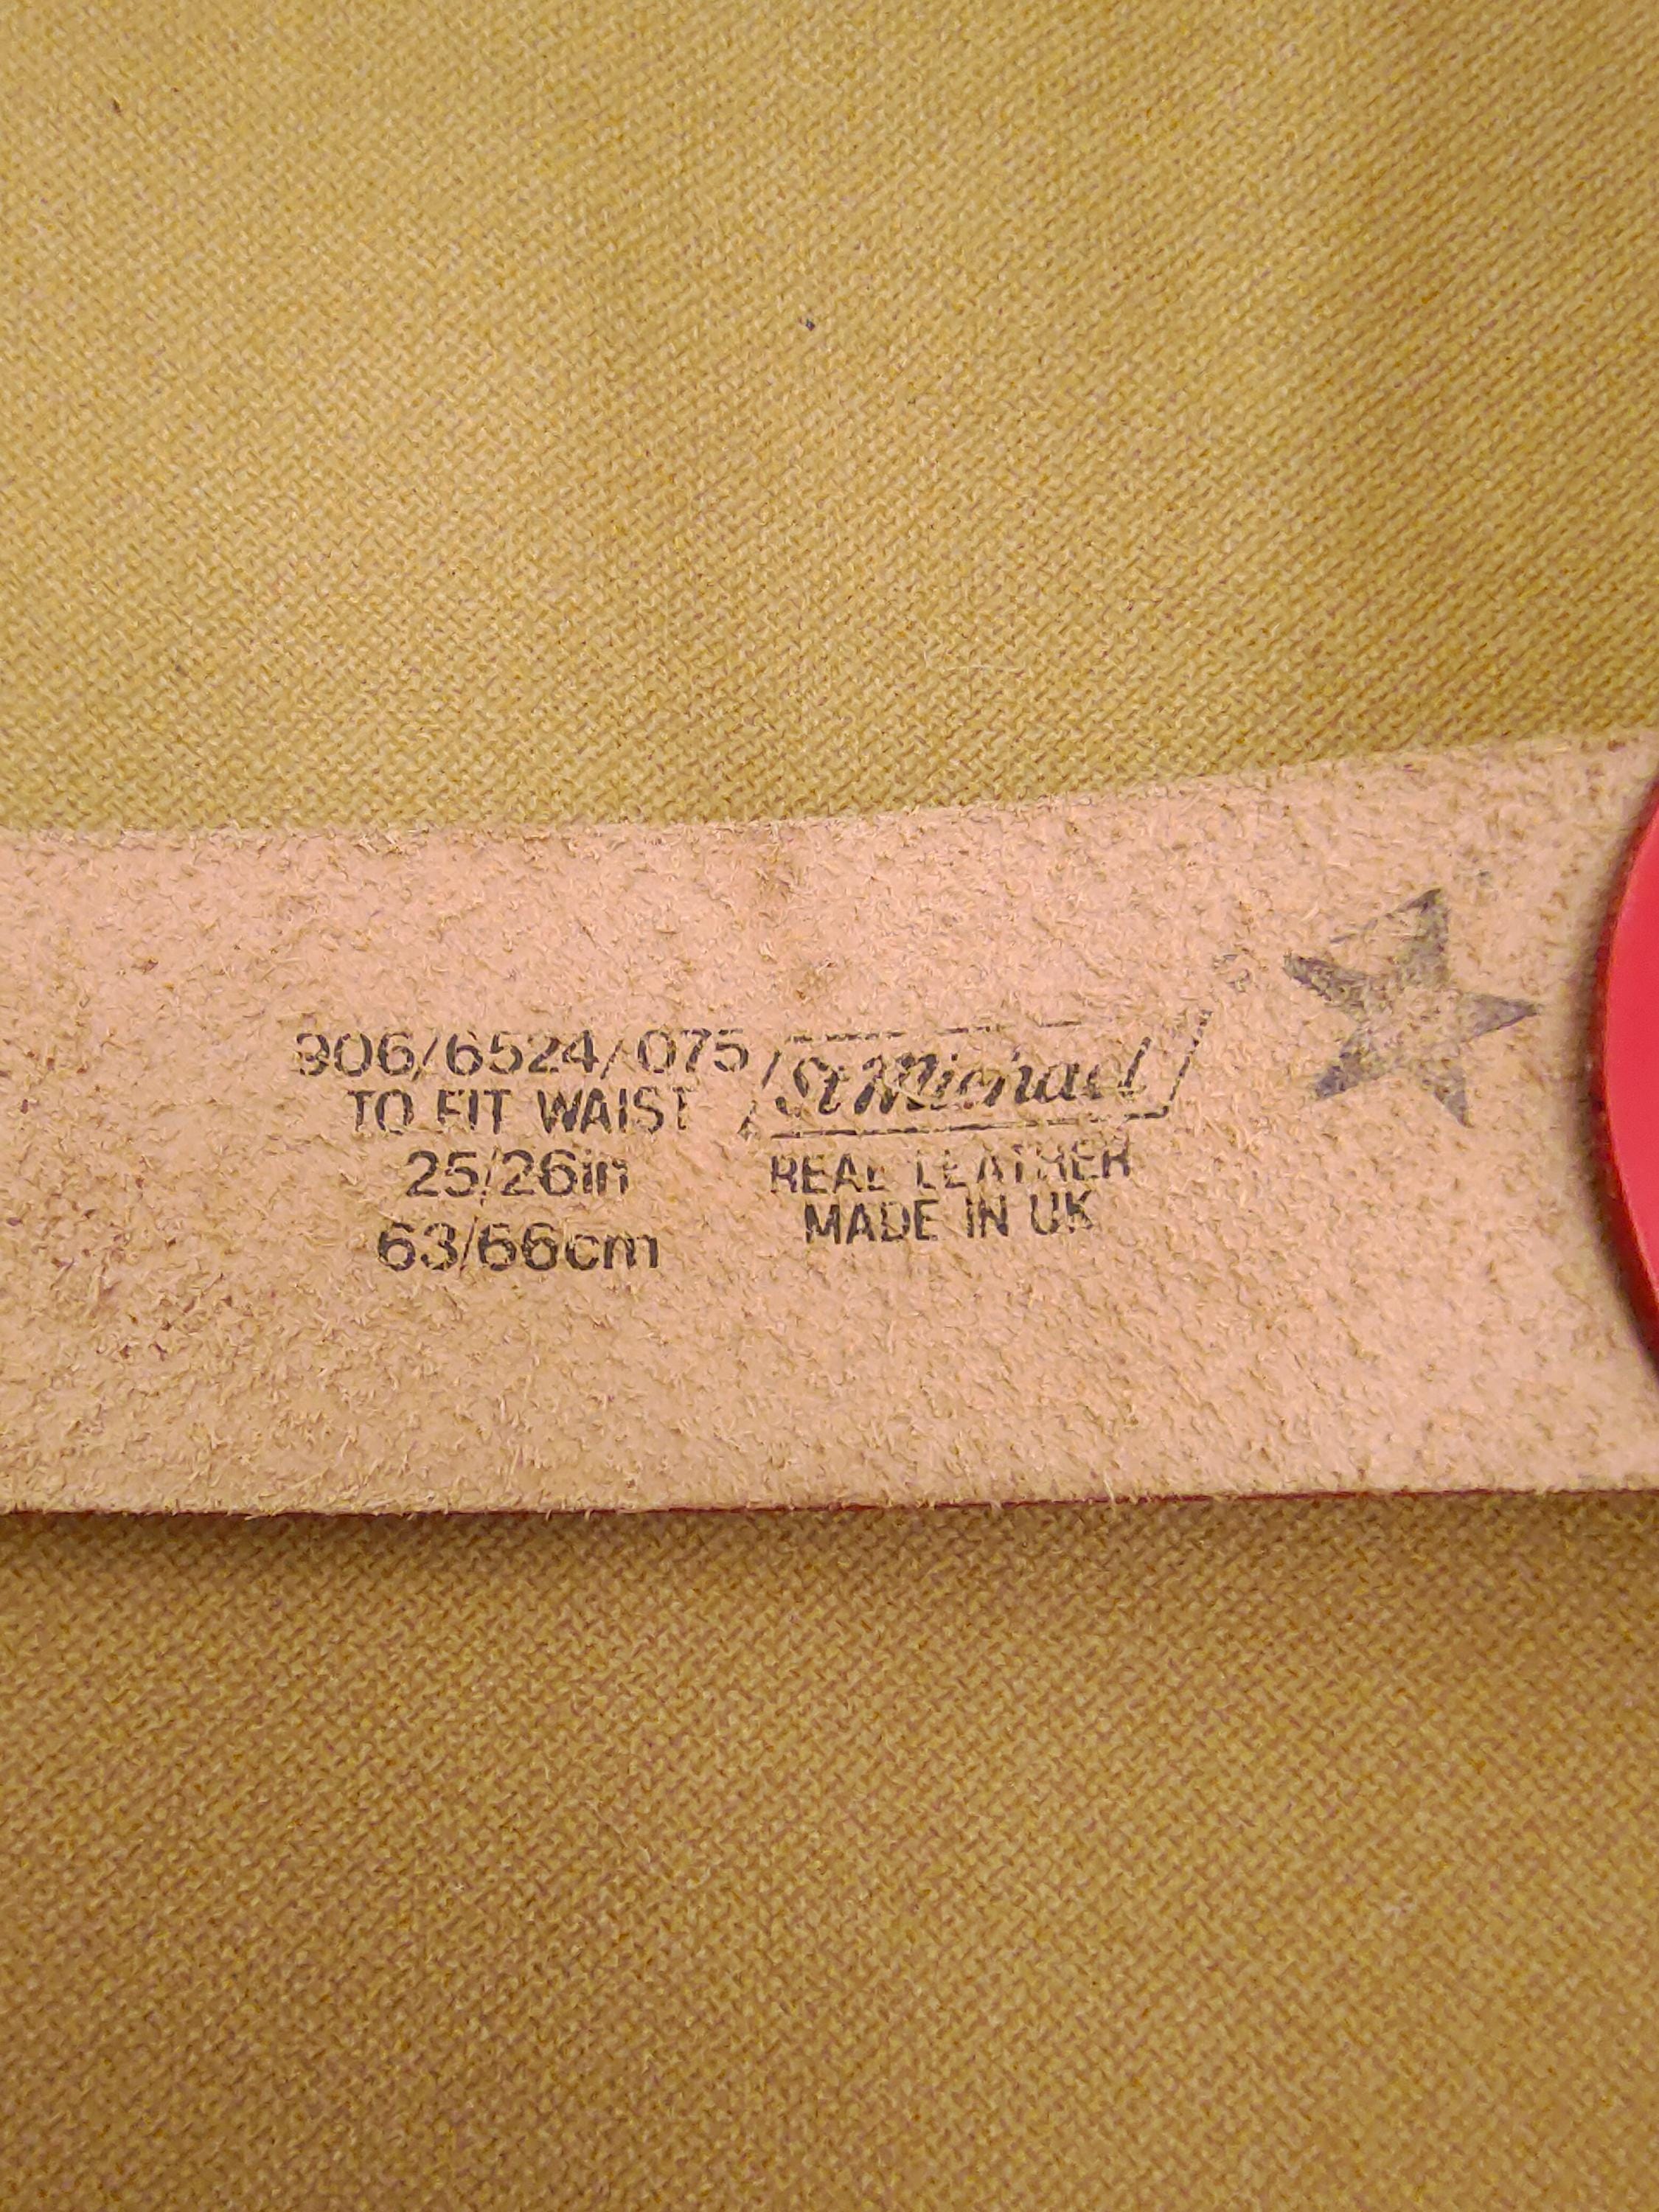 906/6524/075
TO FIT WAIST
25/26in
63/66cm
St Michael
REAL LEATHER
MADE IN UK